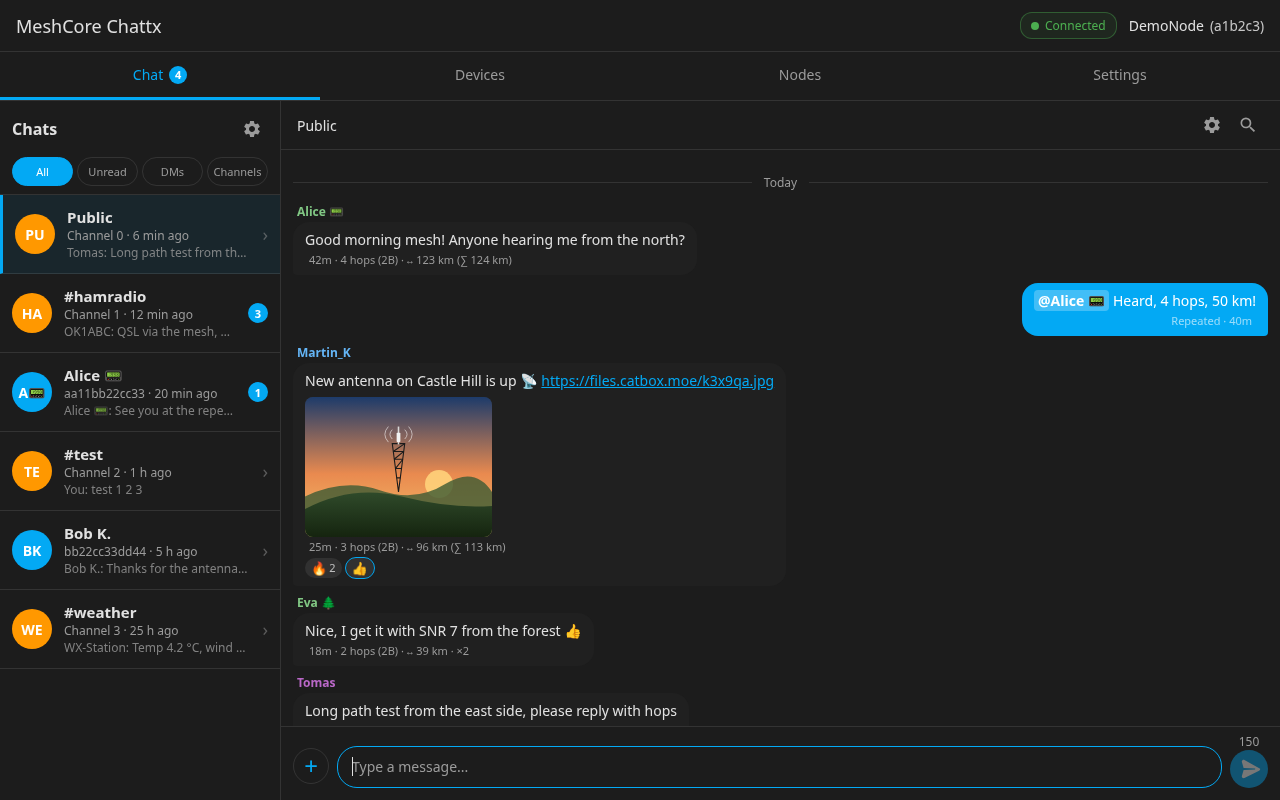 MeshCore Chattx
Connected
DemoNode (a1b2c3)
Chat 4
Devices
Nodes
Settings
Chats
All
Unread
DMs
Channels
PU
Public
Channel 0 · 6 min ago
Tomas: Long path test from th...
HA
#hamradio
Channel 1 · 12 min ago
OK1ABC: QSL via the mesh, ...
3
A📟
Alice 📟
aa11bb22cc33 · 20 min ago
Alice 📟: See you at the repe...
1
TE
#test
Channel 2 · 1 h ago
You: test 1 2 3
BK
Bob K.
bb22cc33dd44 · 5 h ago
Bob K.: Thanks for the antenna...
WE
#weather
Channel 3 · 25 h ago
WX-Station: Temp 4.2 °C, wind ...
Public
Today
Alice 📟
Good morning mesh! Anyone hearing me from the north?
42m · 4 hops (2B) · ↔ 123 km (∑ 124 km)
@Alice 📟 Heard, 4 hops, 50 km!
Repeated · 40m
Martin_K
New antenna on Castle Hill is up 📡 https://files.catbox.moe/k3x9qa.jpg
25m · 3 hops (2B) · ↔ 96 km (∑ 113 km)
🔥 2 👍
Eva 🌲
Nice, I get it with SNR 7 from the forest 👍
18m · 2 hops (2B) · ↔ 39 km · ×2
Tomas
Long path test from the east side, please reply with hops
Type a message...
150